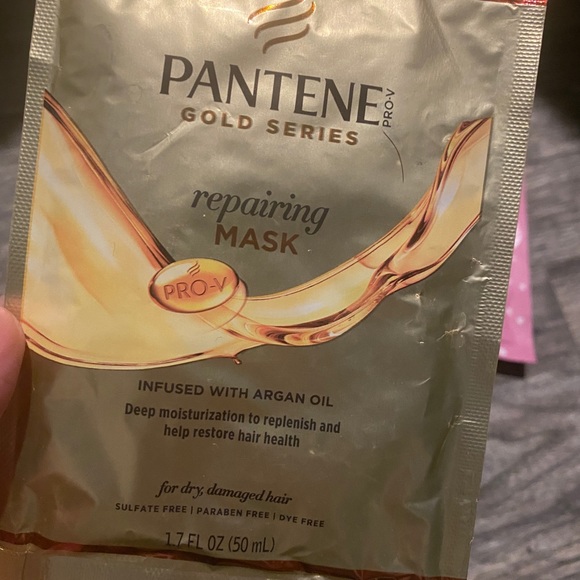 PANTENE PRO-V
GOLD SERIES
repairing
MASK
PRO-V
INFUSED WITH ARGAN OIL
Deep moisturization to replenish and
help restore hair health
for dry, damaged hair
SULFATE FREE | PARABEN FREE | DYE FREE
1.7 FL OZ (50 mL)